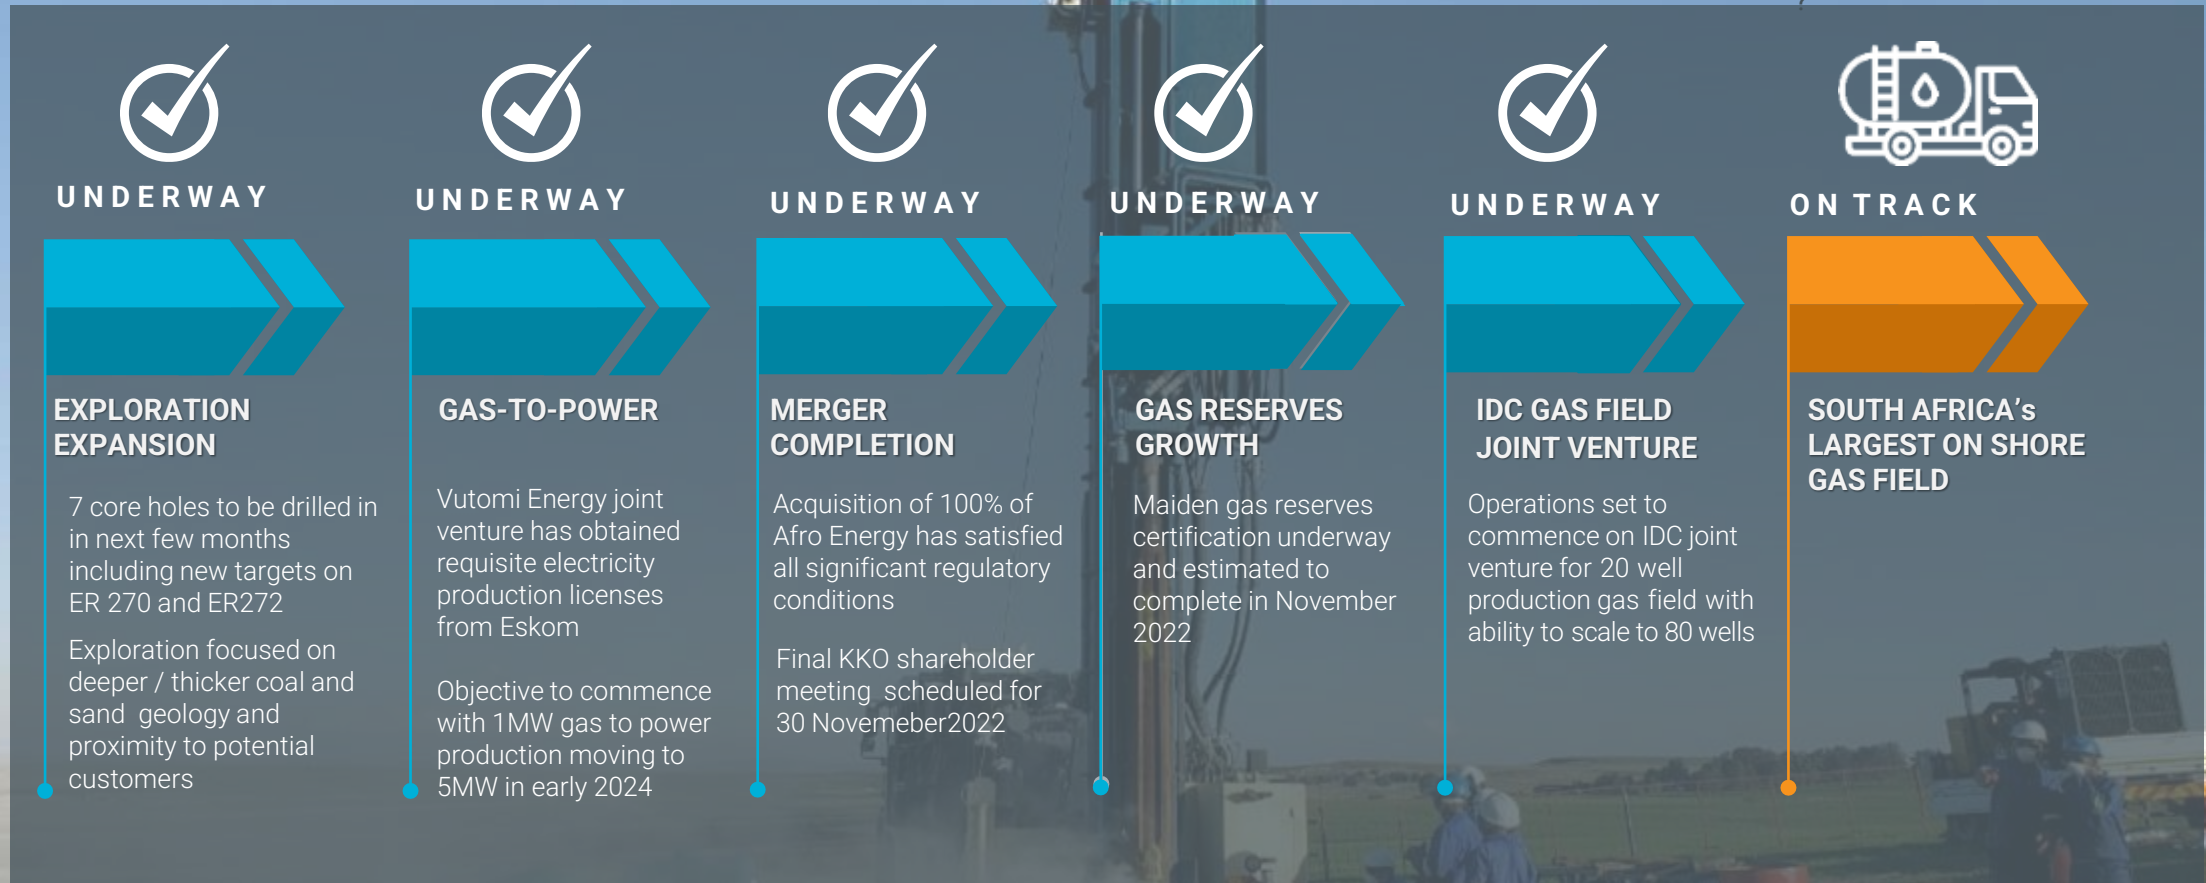 UNDERWAY
EXPLORATION
EXPANSION
7 core holes to be drilled in
in next few months
including new targets on
ER 270 and ER272
Exploration focused on
deeper / thicker coal and
sand geology and
proximity to potential
customers
UNDERWAY
GAS-TO-POWER
Vutomi Energy joint
venture has obtained
requisite electricity
production licenses
from Eskom
Objective to commence
with 1MW gas to power
production moving to
5MW in early 2024
UNDERWAY
MERGER
COMPLETION
Acquisition of 100% of
Afro Energy has satisfied
all significant regulatory
conditions
Final KKO shareholder
meeting scheduled for
30 Novemeber2022
UNDERWAY
GAS RESERVES
GROWTH
Maiden gas reserves
certification underway
and estimated to
complete in November
2022
UNDERWAY
IDC GAS FIELD
JOINT VENTURE
Operations set to
commence on IDC joint
venture for 20 well
production gas field with
ability to scale to 80 wells
ON TRACK
SOUTH AFRICA's
LARGEST ON SHORE
GAS FIELD